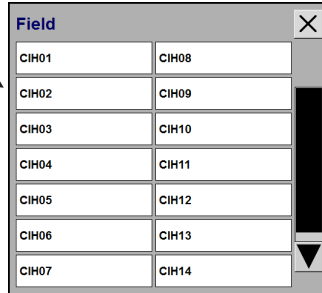 Field
CIH01 CIH08
CIH02 CIH09
CIH03 CIH10
CIH04 CIH11
CIH05 CIH12
CIH06 CIH13
CIH07 CIH14